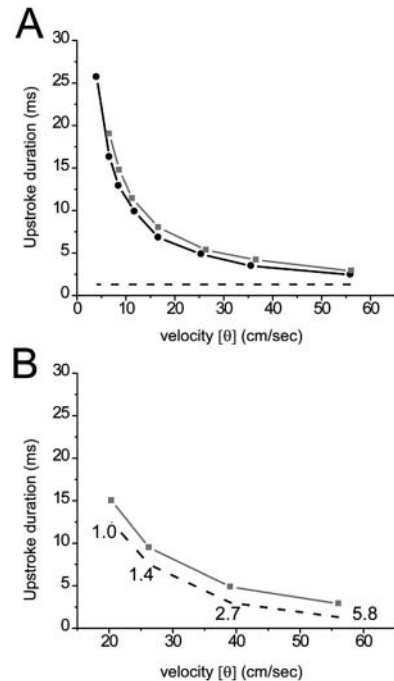 A
30
25
20
15
10
5
0
Upstroke duration (ms)
0 10 20 30 40 50 60
velocity [θ] (cm/sec)
B
30
25
20
15
10
5
0
Upstroke duration (ms)
1.0
1.4
2.7
5.8
20 30 40 50 60
velocity [θ] (cm/sec)